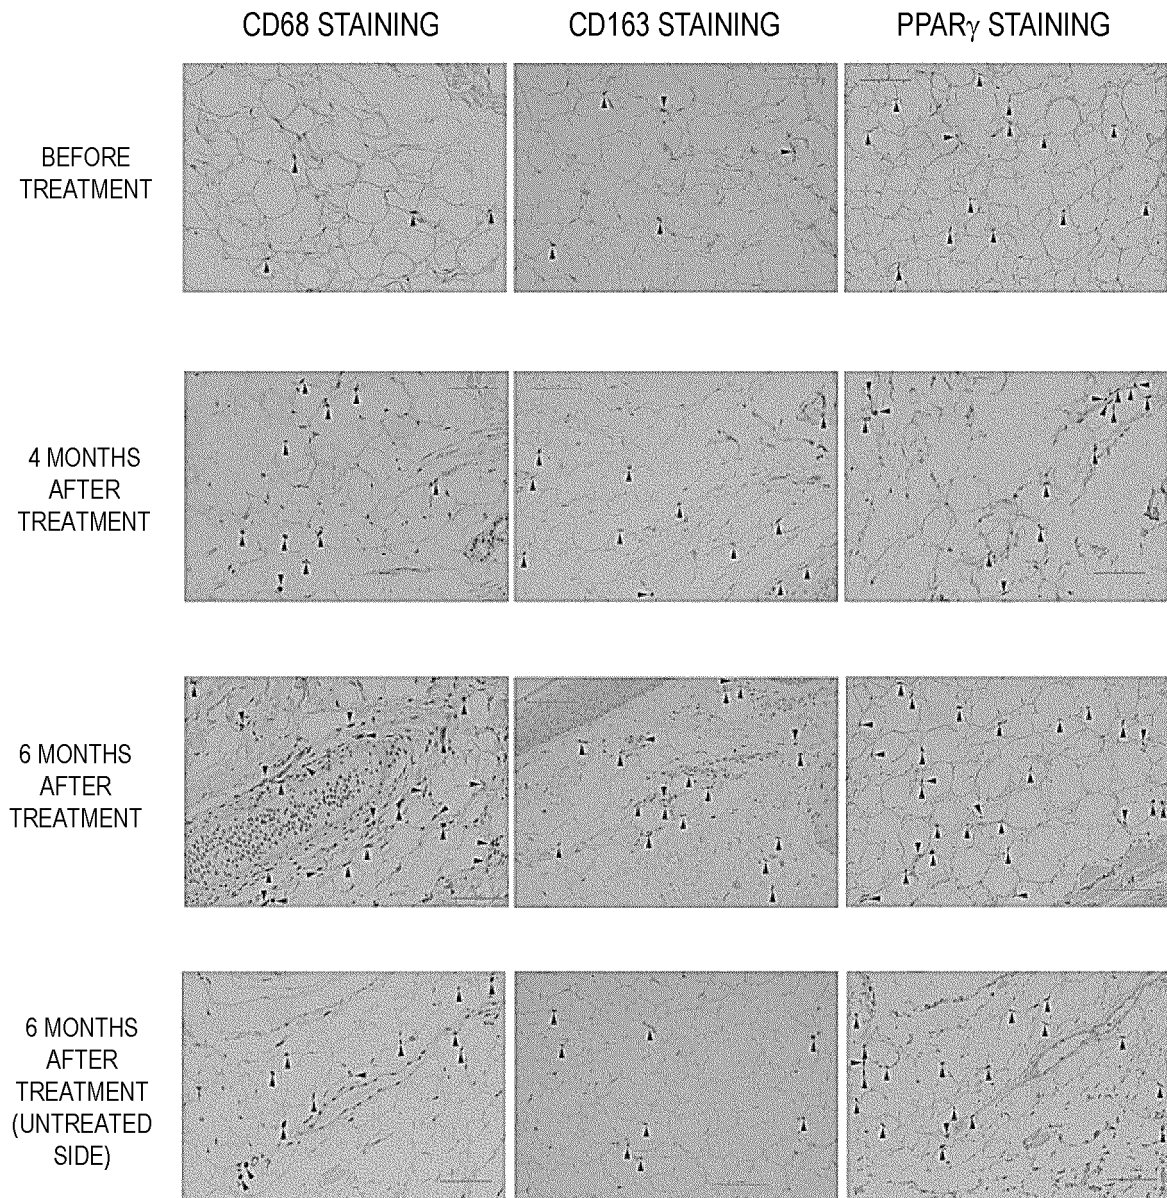 CD68 STAINING
CD163 STAINING
PPARγ STAINING
BEFORE
TREATMENT
4 MONTHS
AFTER
TREATMENT
6 MONTHS
AFTER
TREATMENT
6 MONTHS
AFTER
TREATMENT
(UNTREATED
SIDE)